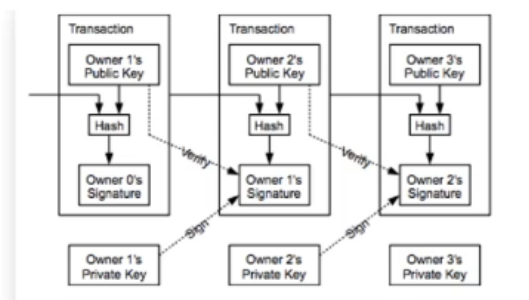 Transaction
Transaction
Transaction
Owner 1's
Public Key
Owner 2's
Public Key
Owner 3's
Public Key
Hash
Hash
Hash
Verify
Verify
Owner 0's
Signature
Owner 1's
Signature
Owner 2's
Signature
Sign
Sign
Owner 1's
Private Key
Owner 2's
Private Key
Owner 3's
Private Key